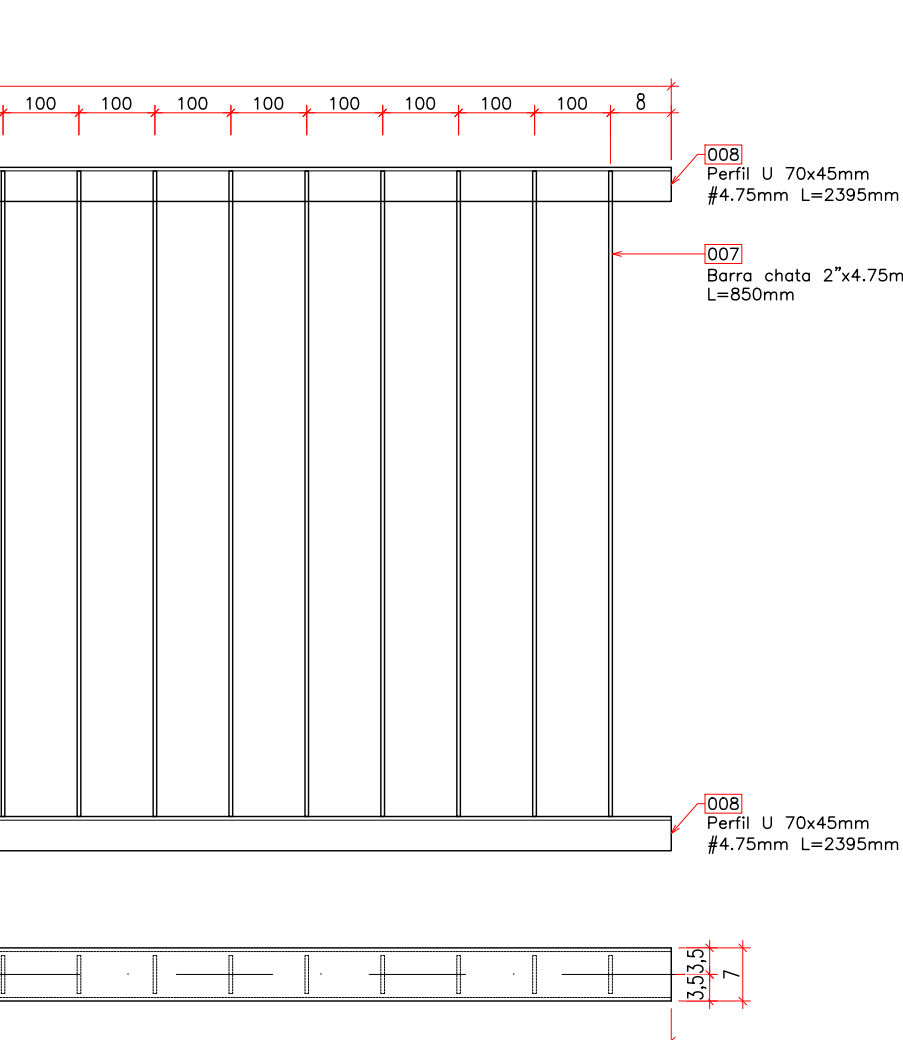 100 100 100 100 100 100 100 100 8
008
Perfil U 70x45mm
#4.75mm L=2395mm
007
Barra chata 2”x4.75m
L=850mm
008
Perfil U 70x45mm
#4.75mm L=2395mm
3,5
3,5
7